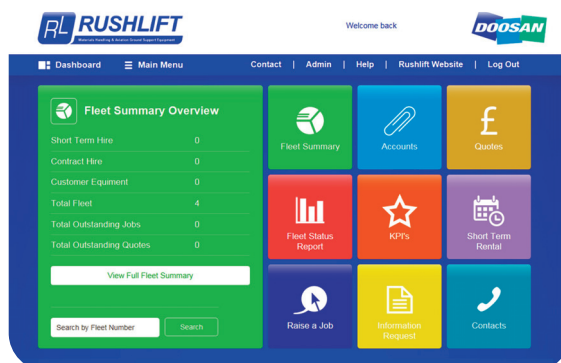 RL RUSHLIFT
Materials Handling & Aviation Ground Support Equipment
Welcome back
DOOSAN
Dashboard
Main Menu
Contact | Admin | Help | Rushlift Website | Log Out
Fleet Summary Overview
Short Term Hire 0
Contract Hire 0
Customer Equiment 0
Total Fleet 4
Total Outstanding Jobs 0
Total Outstanding Quotes 0
View Full Fleet Summary
Search by Fleet Number
Search
Fleet Summary
Accounts
£
Quotes
Fleet Status
Report
KPI's
Short Term
Rental
Raise a Job
Information
Request
Contacts